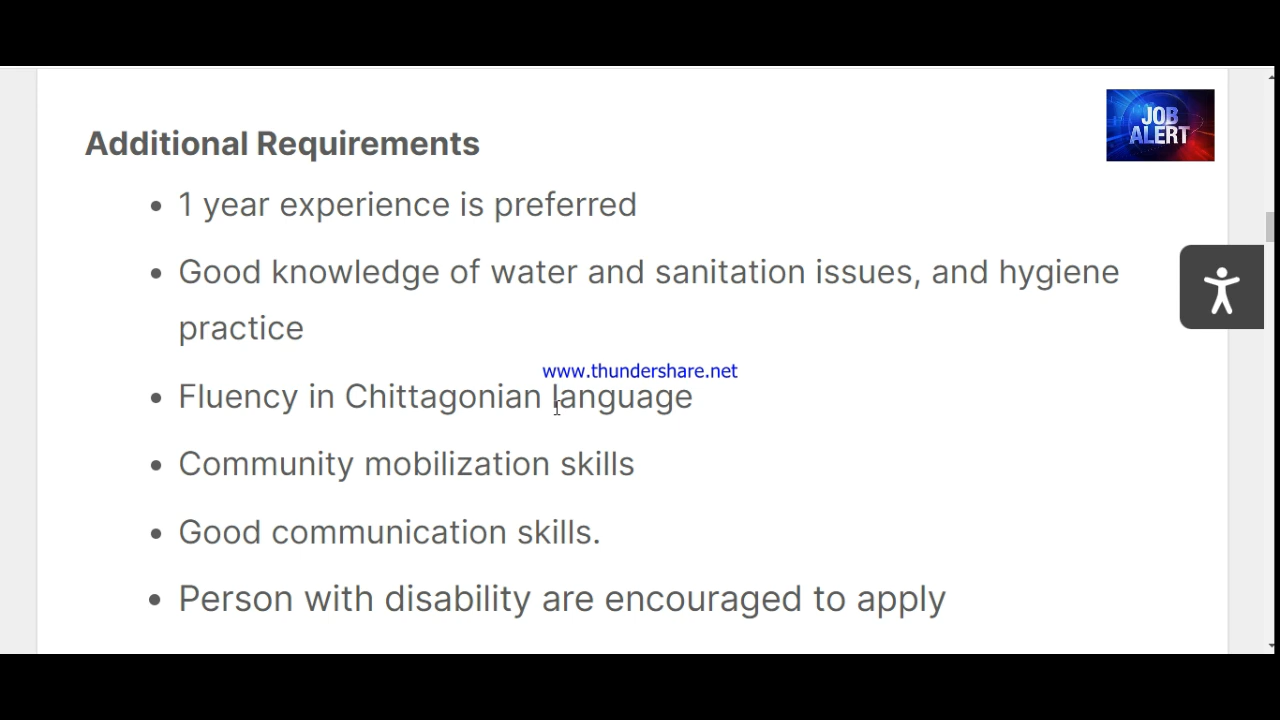 JOB
ALERT
Additional Requirements
1 year experience is preferred
Good knowledge of water and sanitation issues, and hygiene
practice
www.thundershare.net
Fluency in Chittagonian language
Community mobilization skills
Good communication skills.
Person with disability are encouraged to apply